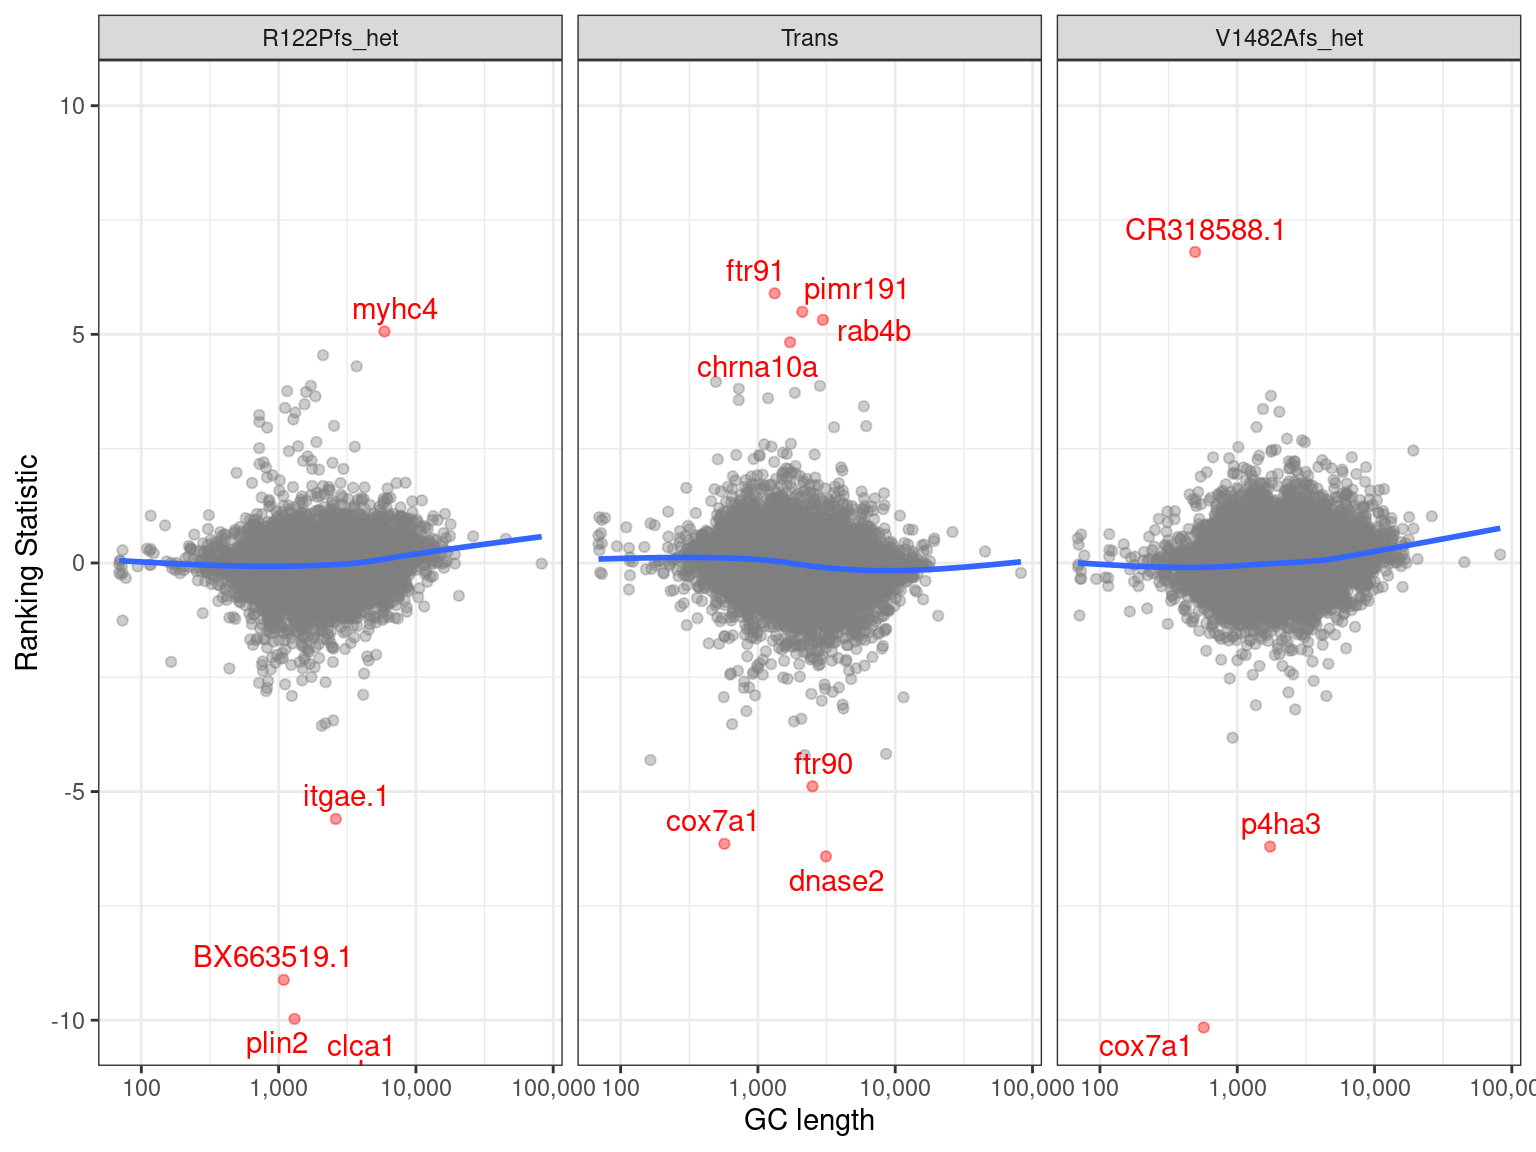 R122Pfs_het
Trans
V1482Afs_het
Ranking Statistic
10
5
0
-5
-10
myhc4
itgae.1
BX663519.1
plin2
clca1
ftr91
pimr191
rab4b
chrna10a
ftr90
cox7a1
dnase2
CR318588.1
p4ha3
cox7a1
100 1,000 10,000 100,000
100 1,000 10,000 100,000
100 1,000 10,000 100,00
GC length